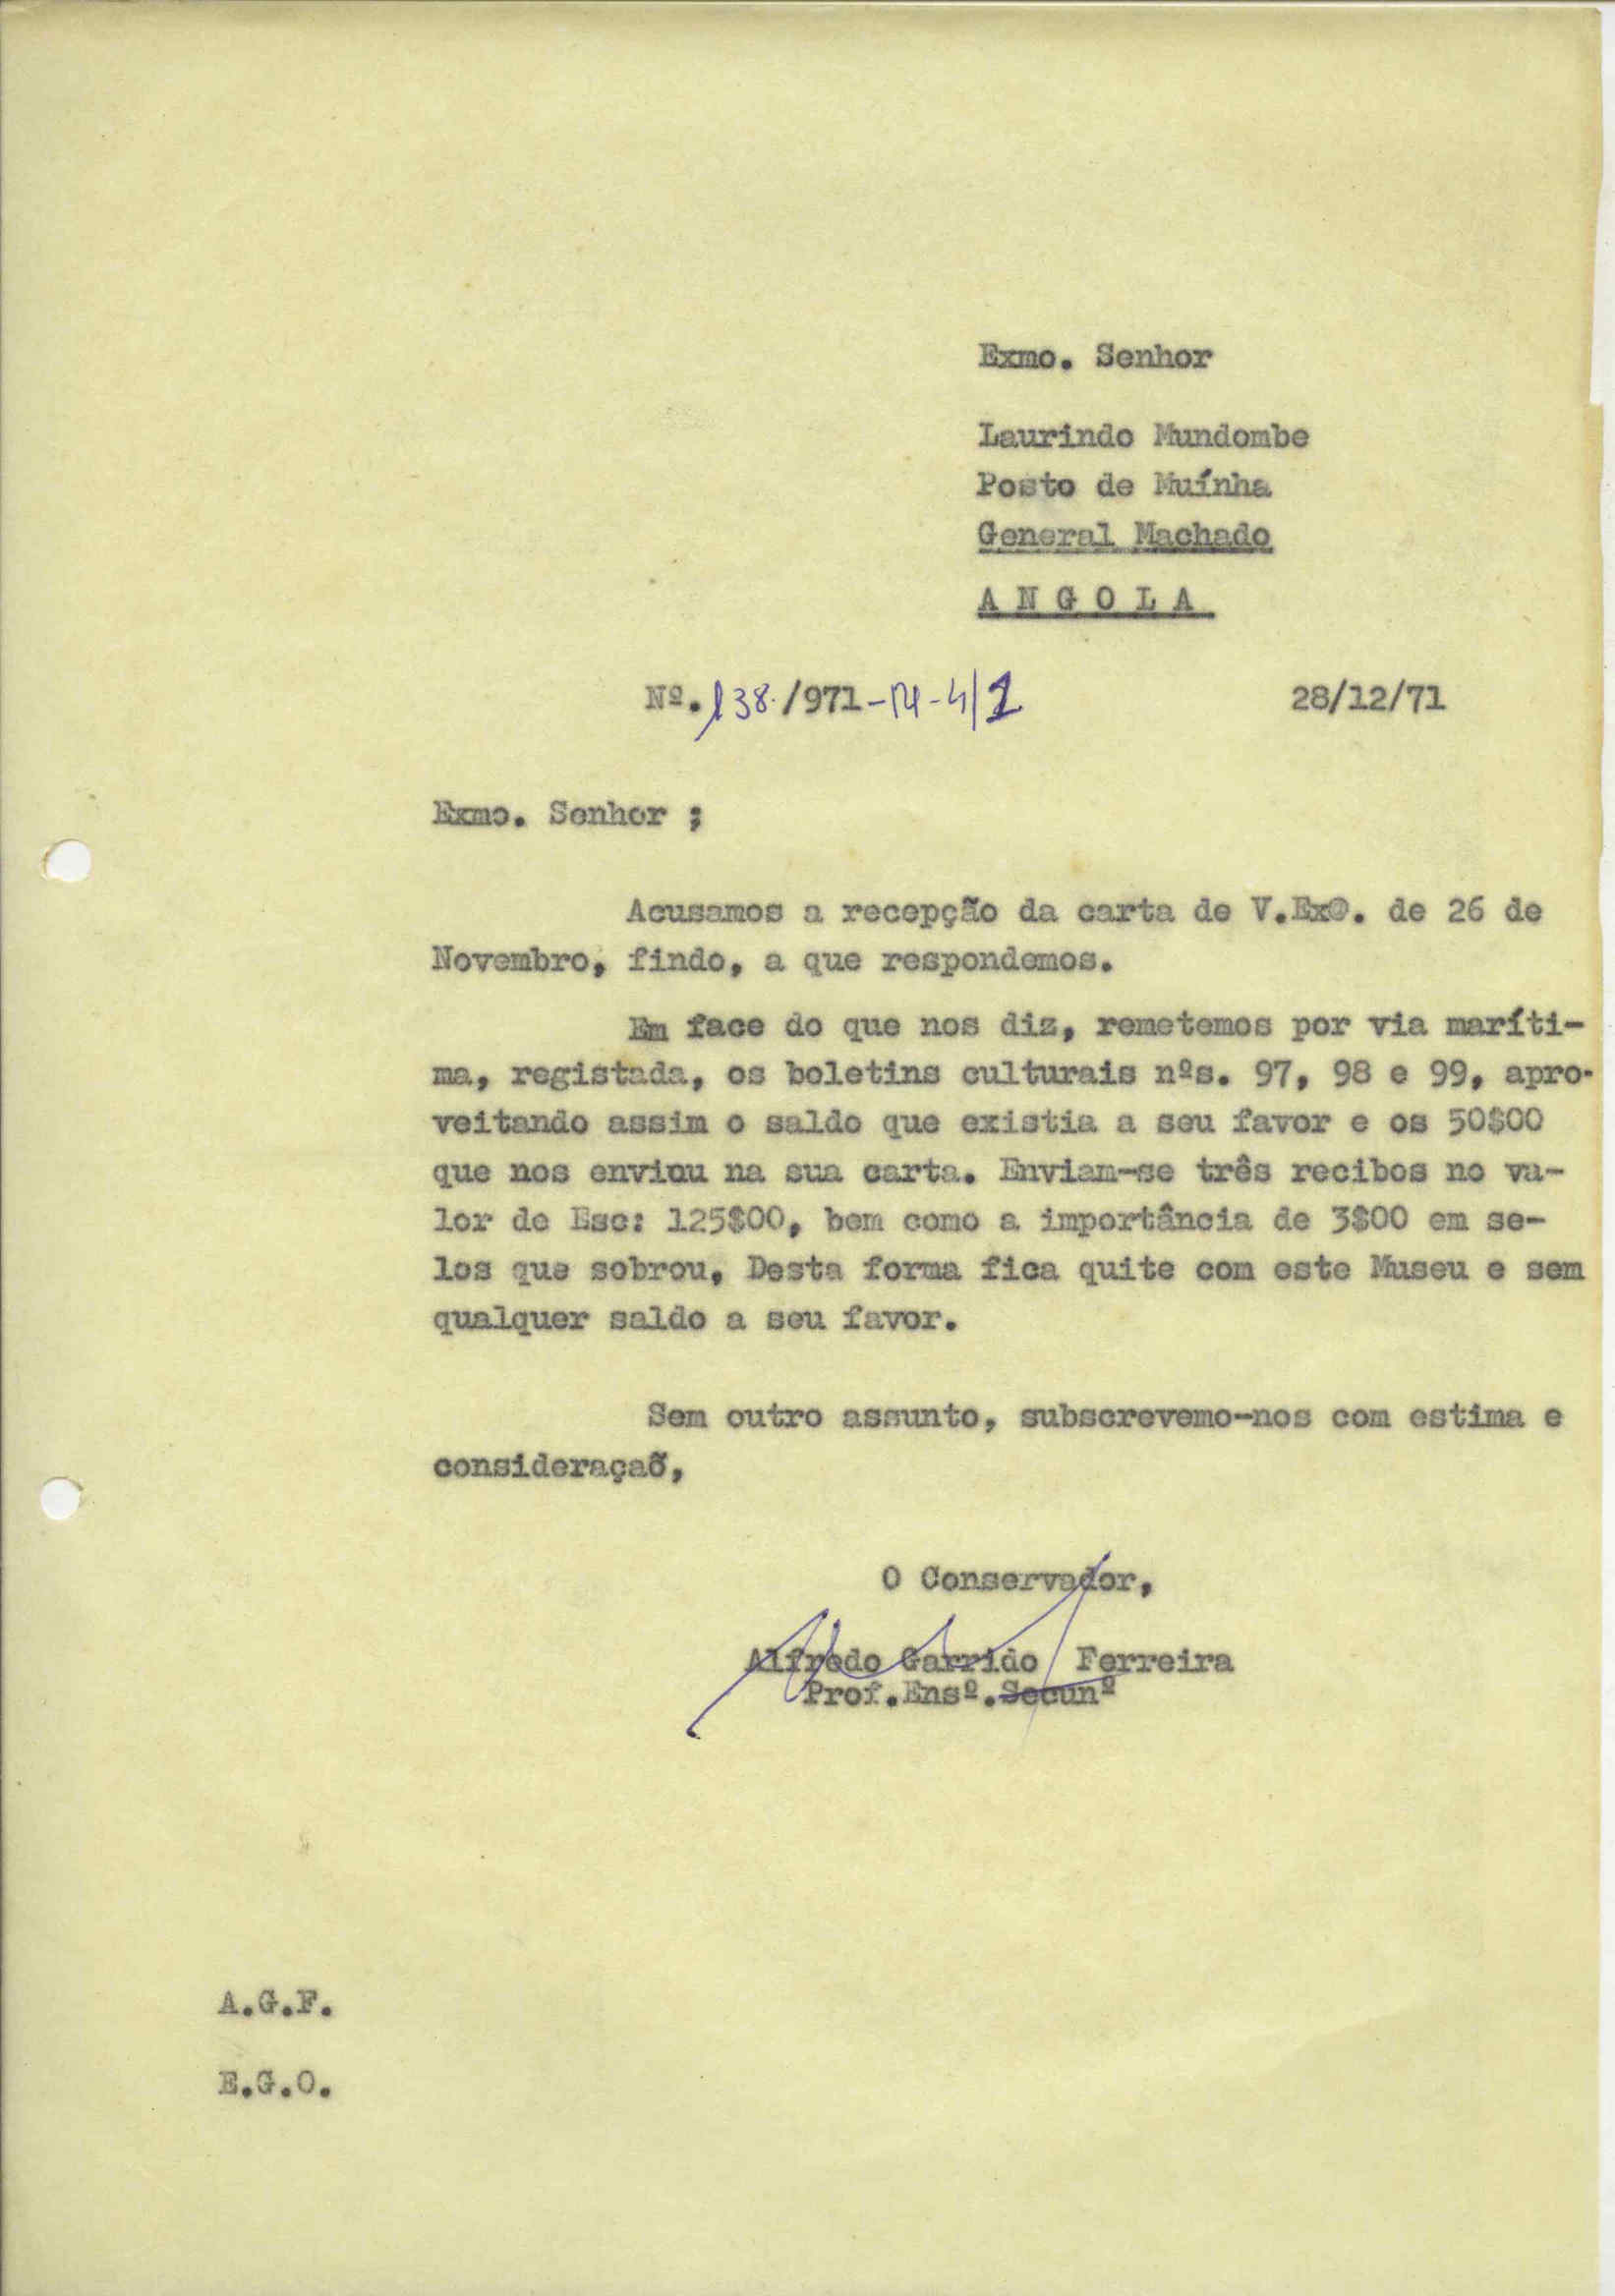 Exmo. Senhor
Laurindo Mundombe
Posto de Muínha
General Machado
A N G O L A
Nº. 138./971-M-4/1
28/12/71
Exmo. Senhor ;
Acusamos a recepção da carta de V.Exª. de 26 de
Novembro, findo, a que respondemos.
Em face do que nos diz, remetemos por via maríti-
ma, registada, os boletins culturais nºs. 97, 98 e 99, apro-
veitando assim o saldo que existia a seu favor e os 50$00
que nos enviou na sua carta. Enviam-se três recibos no va-
lor de Esc: 125$00, bem como a importância de 3$00 em se-
los que sobrou, Desta forma fica quite com este Museu e sem
qualquer saldo a seu favor.
Sem outro assunto, subscrevemo-nos com estima e
consideraçaõ,
O Conservador,
Alfredo Garrido Ferreira
Prof.Ensº.Secunº
A.G.F.
E.G.O.